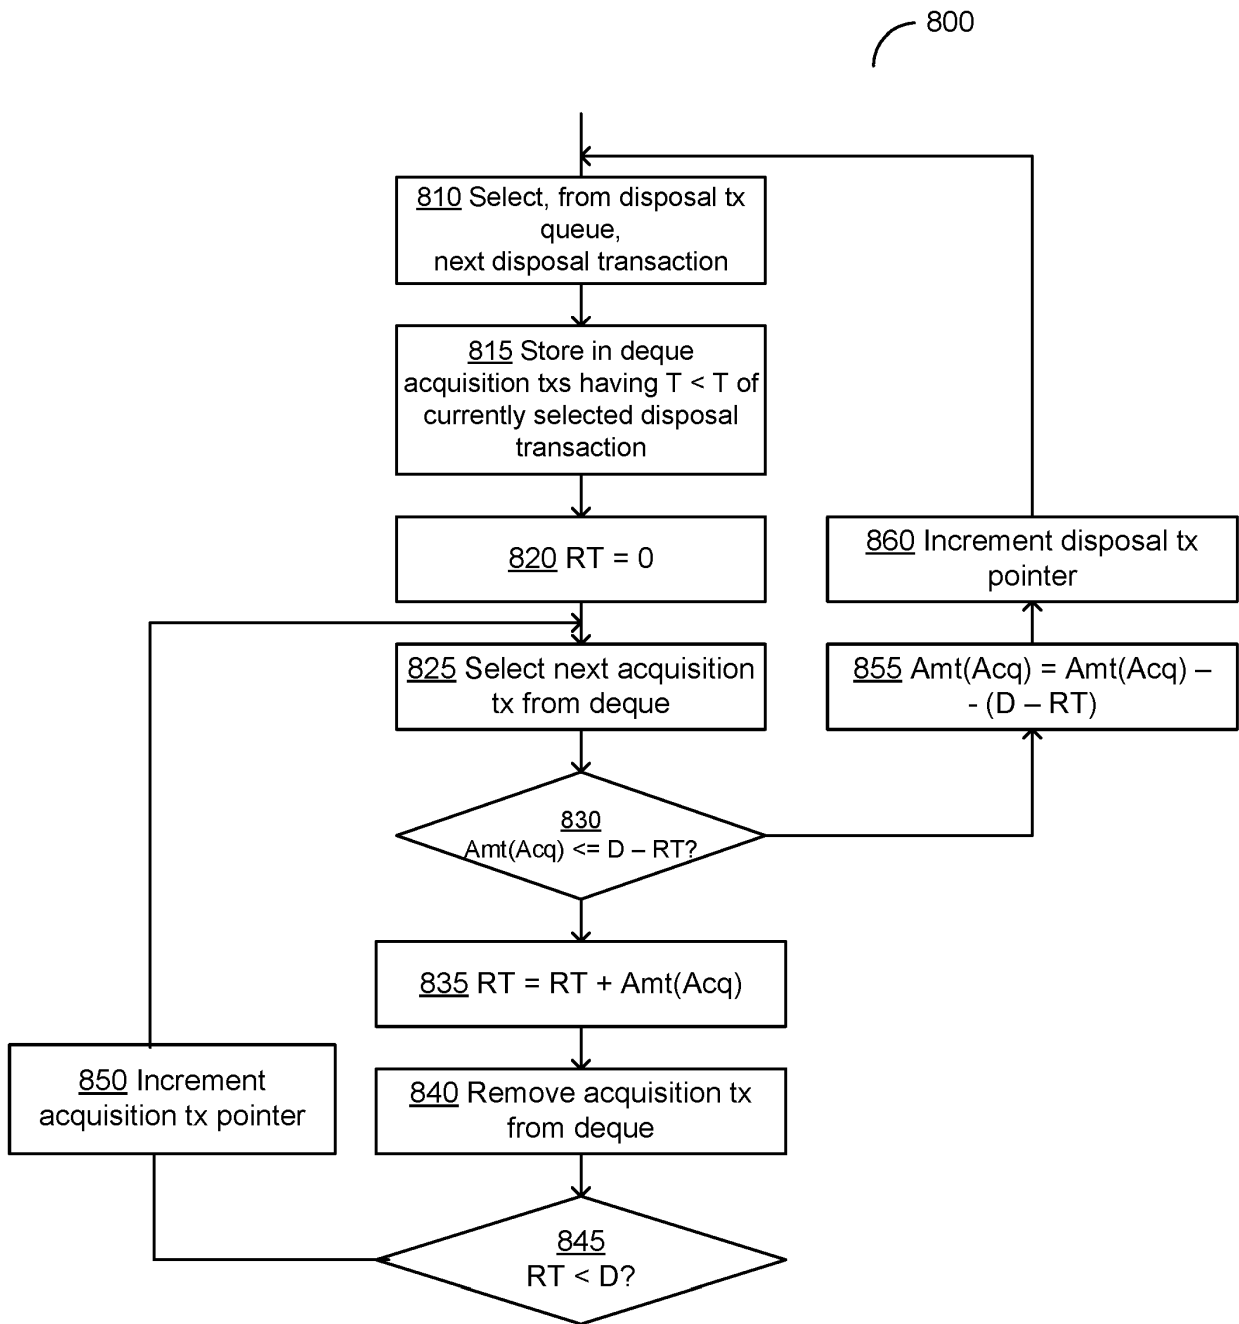 800
810 Select, from disposal tx
queue,
next disposal transaction
815 Store in deque
acquisition txs having T < T of
currently selected disposal
transaction
820 RT = 0
860 Increment disposal tx
pointer
825 Select next acquisition
tx from deque
855 Amt(Acq) = Amt(Acq) –
- (D – RT)
830
Amt(Acq) <= D – RT?
835 RT = RT + Amt(Acq)
850 Increment
acquisition tx pointer
840 Remove acquisition tx
from deque
845
RT < D?